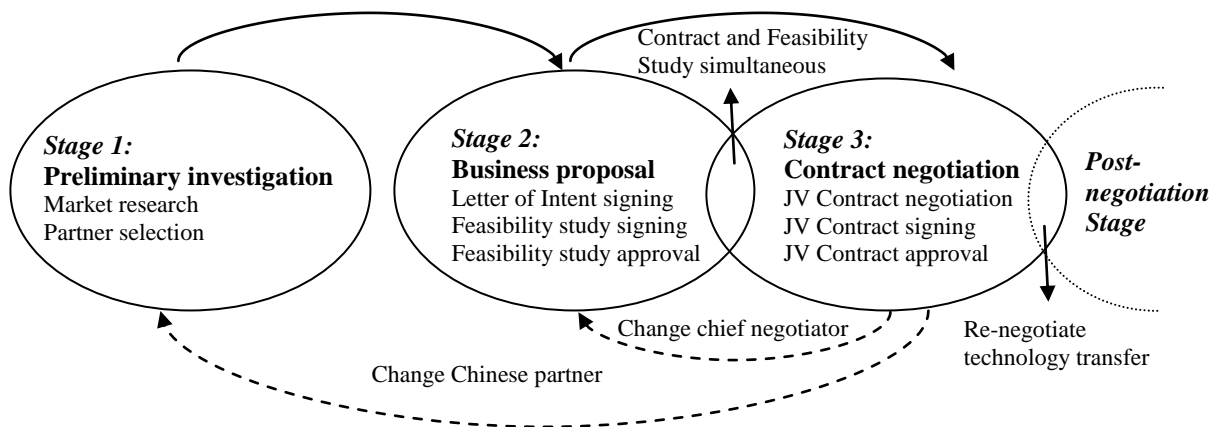 Contract and Feasibility
Study simultaneous
Stage 1:
Preliminary investigation
Market research
Partner selection
Stage 2:
Business proposal
Letter of Intent signing
Feasibility study signing
Feasibility study approval
Stage 3:
Contract negotiation
JV Contract negotiation
JV Contract signing
JV Contract approval
Post-
negotiation
Stage
Change chief negotiator
Re-negotiate
technology transfer
Change Chinese partner